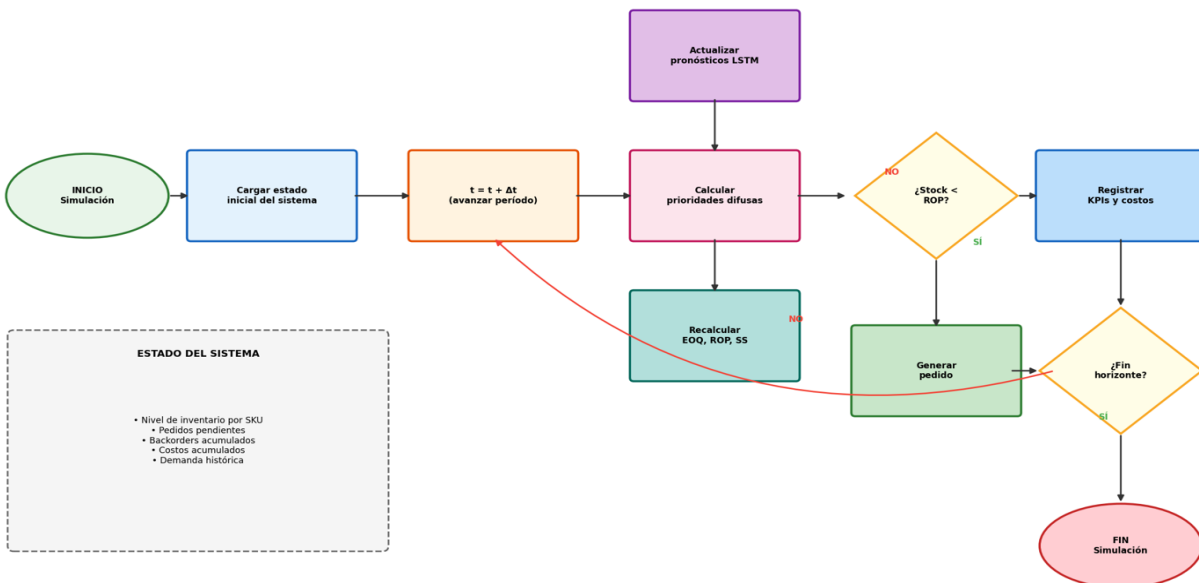 Actualizar
pronósticos LSTM
INICIO
Simulación
Cargar estado
inicial del sistema
t = t + Δt
(avanzar período)
Calcular
prioridades difusas
NO
¿Stock <
ROP?
SÍ
Registrar
KPIs y costos
Recalcular
EOQ, ROP, SS
NO
Generar
pedido
¿Fin
horizonte?
SÍ
ESTADO DEL SISTEMA
• Nivel de inventario por SKU
• Pedidos pendientes
• Backorders acumulados
• Costos acumulados
• Demanda histórica
FIN
Simulación